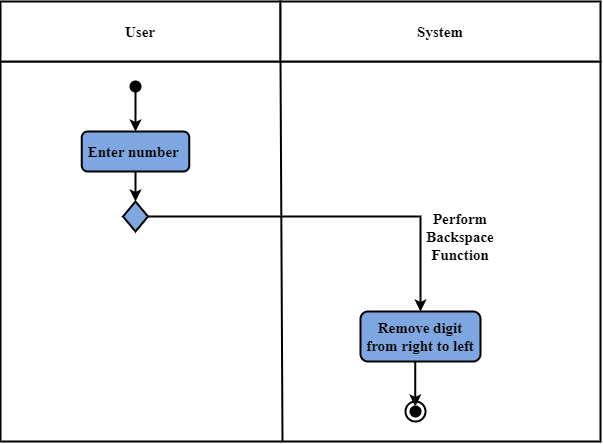 User
System
Enter number
Perform
Backspace
Function
Remove digit
from right to left